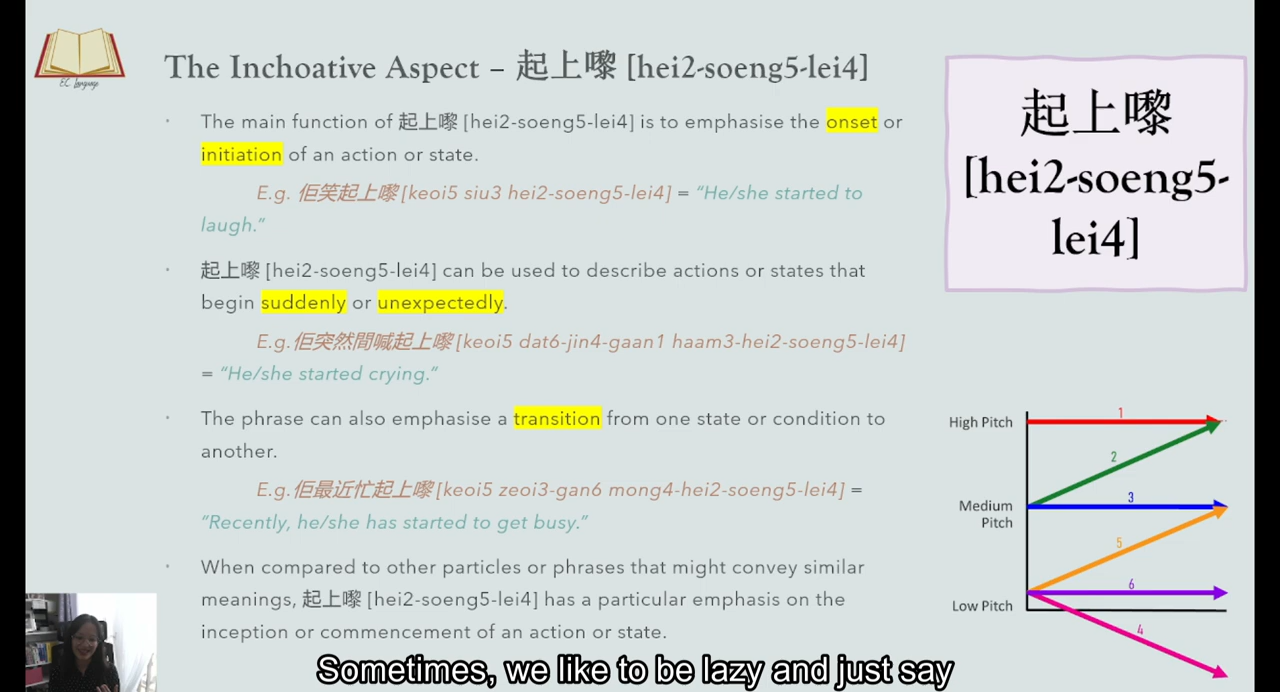 E.C. Language
The Inchoative Aspect – 起上嚟 [hei2-soeng5-lei4]
· The main function of 起上嚟 [hei2-soeng5-lei4] is to emphasise the onset or
initiation of an action or state.
E.g. 佢笑起上嚟 [keoi5 siu3 hei2-soeng5-lei4] = “He/she started to
laugh.”
· 起上嚟 [hei2-soeng5-lei4] can be used to describe actions or states that
begin suddenly or unexpectedly.
E.g.佢突然間喊起上嚟 [keoi5 dat6-jin4-gaan1 haam3-hei2-soeng5-lei4]
= “He/she started crying.”
· The phrase can also emphasise a transition from one state or condition to
another.
E.g.佢最近忙起上嚟 [keoi5 zeoi3-gan6 mong4-hei2-soeng5-lei4] =
“Recently, he/she has started to get busy.”
· When compared to other particles or phrases that might convey similar
meanings, 起上嚟 [hei2-soeng5-lei4] has a particular emphasis on the
inception or commencement of an action or state.
起上嚟
[hei2-soeng5-
lei4]
High Pitch
1
2
Medium
Pitch
3
5
Low Pitch
6
4
Sometimes, we like to be lazy and just say